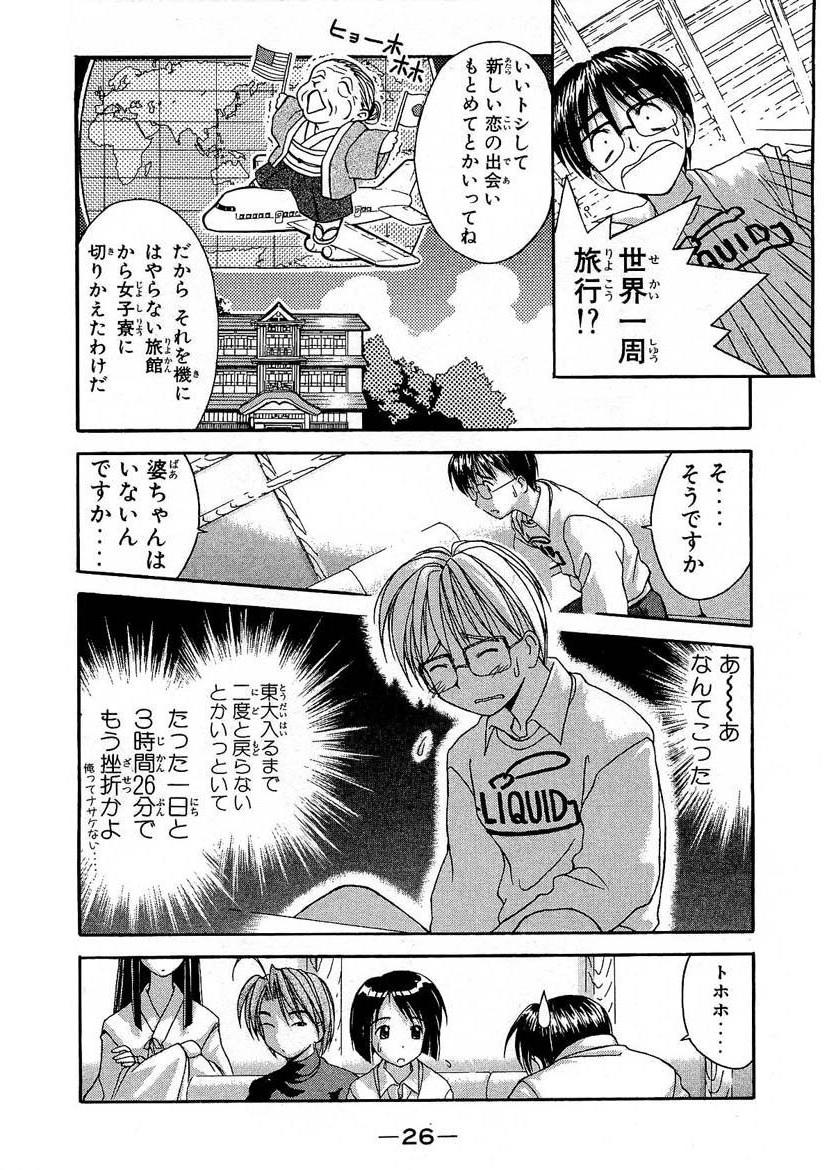 世界一周
旅行!?
LIQUID
いいトシして
新しい恋の出会い
もとめてとかいってね
ヒョーホ
ホホ
だから それを機に
はやらない旅館
から女子寮に
切りかえたわけだ
そ‥‥
そうですか
婆ちゃんは
いないん
ですか‥‥
あ〜〜あ
なんてこった
LIQUID
東大入るまで
二度と戻らない
とかいっといて
たった一日と
3時間26分で
もう挫折かよ
俺ってナサケない‥‥
トホホ‥‥
—26—